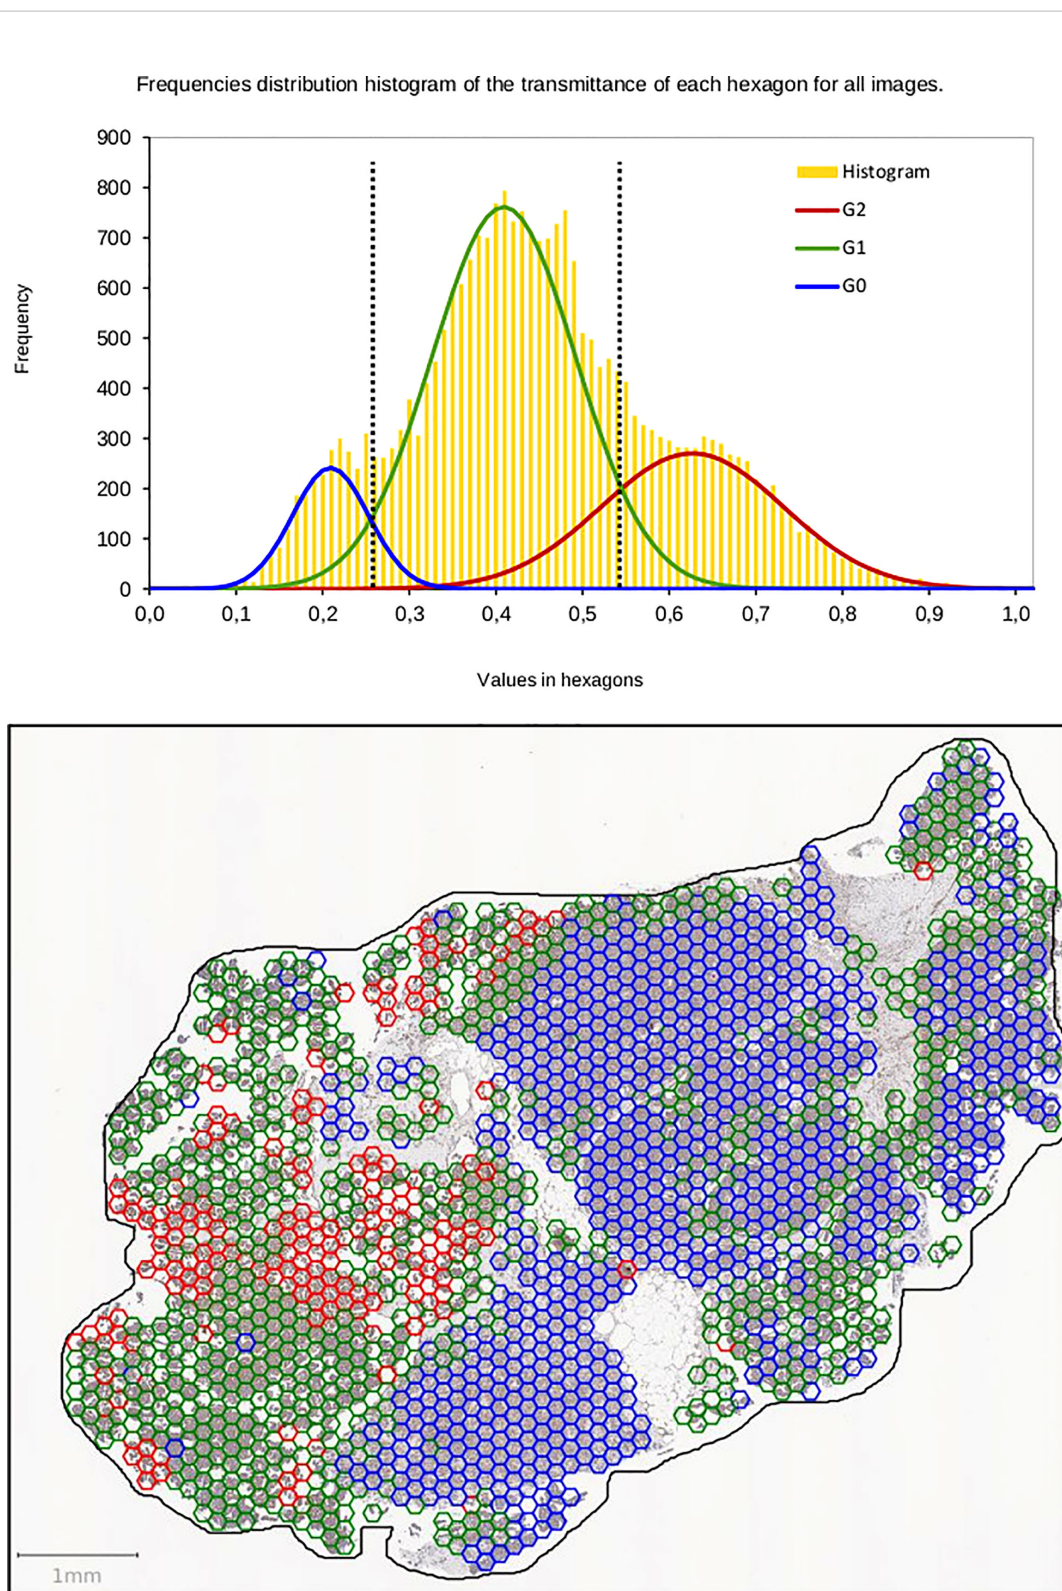 Frequencies distribution histogram of the transmittance of each hexagon for all images.
900
800
700
600
500
400
300
200
100
0
Frequency
Histogram
G2
G1
G0
0,0 0,1 0,2 0,3 0,4 0,5 0,6 0,7 0,8 0,9 1,0
Values in hexagons
1mm